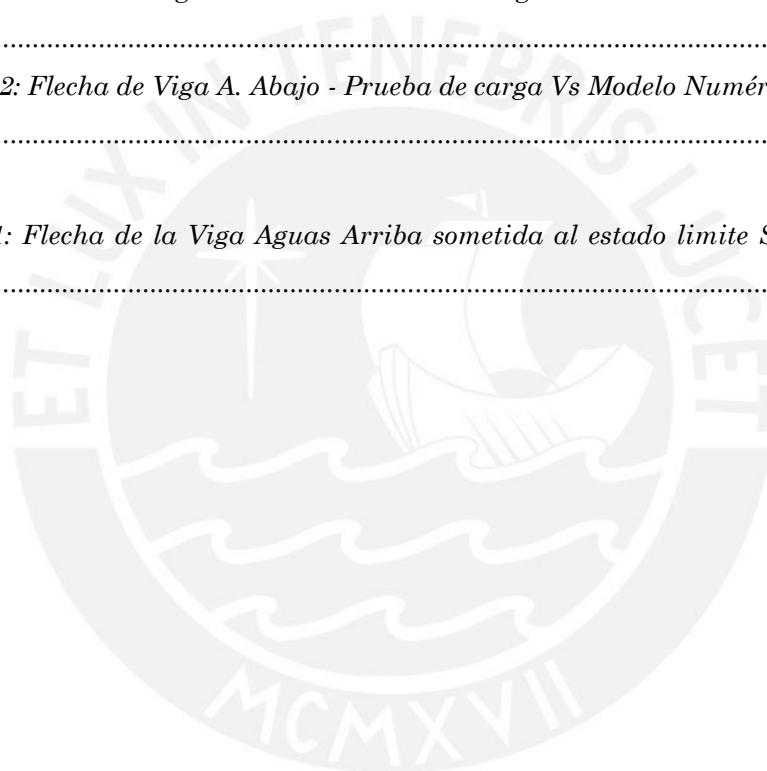 2: Flecha de Viga A. Abajo - Prueba de carga Vs Modelo Numér
1: Flecha de la Viga Aguas Arriba sometida al estado limite S
ET LUX IN TENEBRIS LUCET
MCMXVII